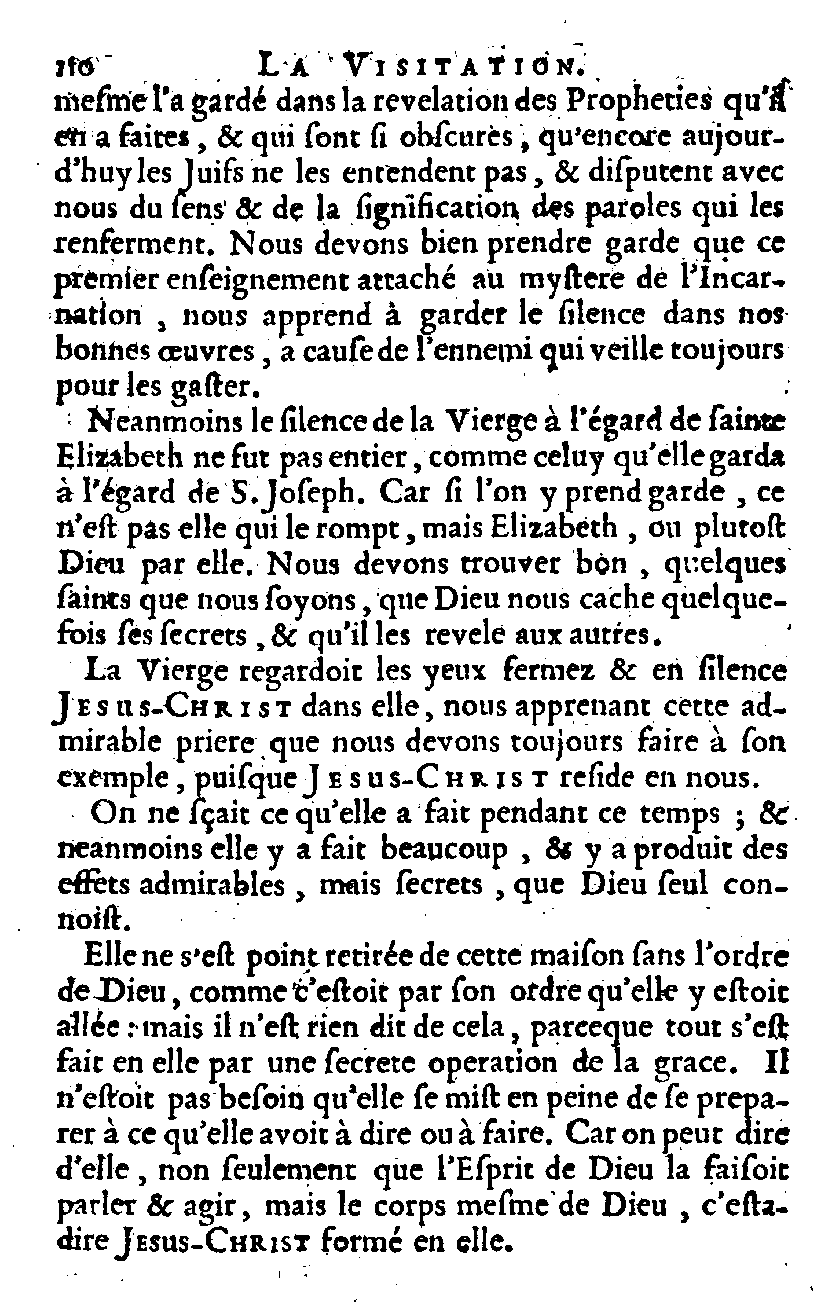 LA VISITATION.
meſme l'a gardé dans la revelation des Propheties qu'il
en a faites, & qui ſont ſi obſcures, qu'encore aujour-
d'huy les Juifs ne les entendent pas, & diſputent avec
nous du ſens & de la ſignification des paroles qui les
renferment. Nous devons bien prendre garde que ce
premier enſeignement attaché au myſtere de l'Incar-
nation, nous apprend à garder le ſilence dans nos
bonnes œuvres, a cauſe de l'ennemi qui veille toujours
pour les gaſter.
Neanmoins le ſilence de la Vierge à l'égard de ſainte
Elizabeth ne fut pas entier, comme celuy qu'elle garda
à l'égard de S. Joſeph. Car ſi l'on y prend garde, ce
n'eſt pas elle qui le rompt, mais Elizabeth, ou plutoſt
Dieu par elle. Nous devons trouver bon, quelques
ſaints que nous ſoyons, que Dieu nous cache quelque-
fois ſes ſecrets, & qu'il les revele aux autres.
La Vierge regardoit les yeux fermez & en ſilence
JESUS-CHRIST dans elle, nous apprenant cette ad-
mirable priere que nous devons toujours faire à ſon
exemple, puiſque JESUS-CHRIST reſide en nous.
On ne ſçait ce qu'elle a fait pendant ce temps; &
neanmoins elle y a fait beaucoup, & y a produit des
effets admirables, mais ſecrets, que Dieu ſeul con-
noiſt.
Elle ne s'eſt point retirée de cette maiſon ſans l'ordre
de Dieu, comme c'eſtoit par ſon ordre qu'elle y eſtoit
allée: mais il n'eſt rien dit de cela, parceque tout s'eſt
fait en elle par une ſecrete operation de la grace. Il
n'eſtoit pas beſoin qu'elle ſe miſt en peine de ſe prepa-
rer à ce qu'elle avoit à dire ou à faire. Car on peut dire
d'elle, non ſeulement que l'Eſprit de Dieu la faiſoit
parler & agir, mais le corps meſme de Dieu, c'eſta-
dire JESUS-CHRIST formé en elle.